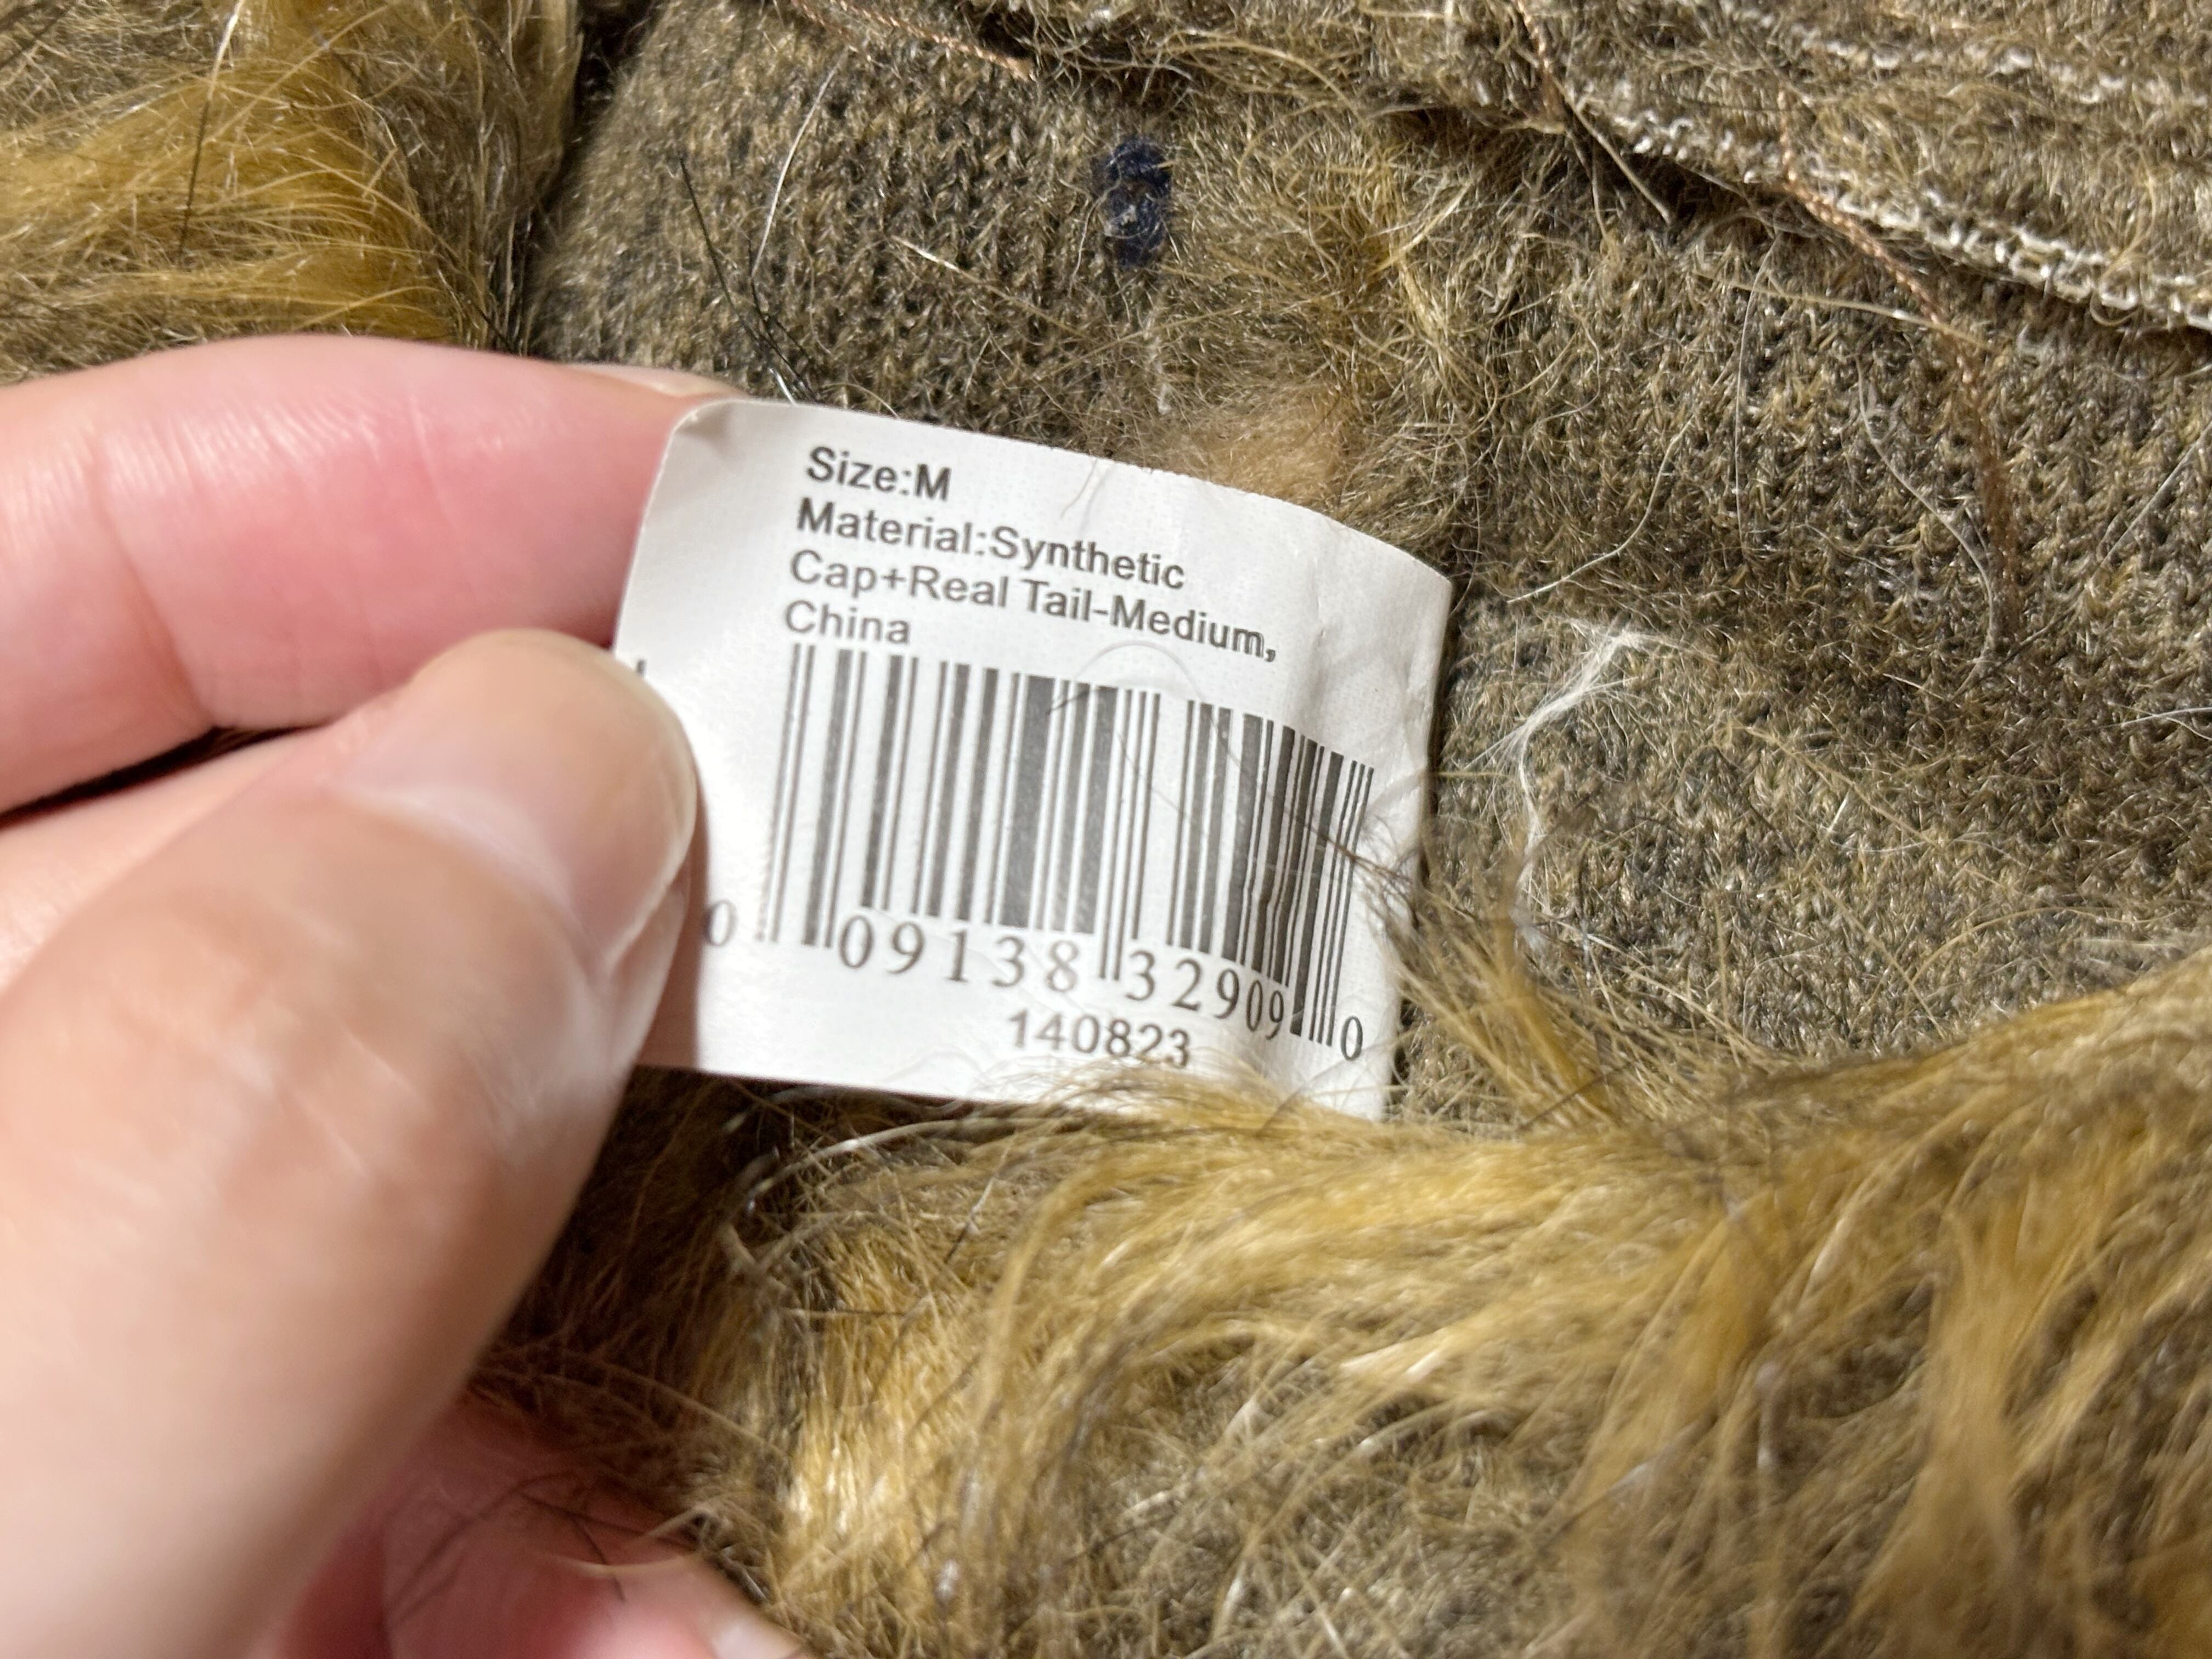 Size:M
Material:Synthetic
Cap+Real Tail-Medium,
China
0 09138 32909 0
140823